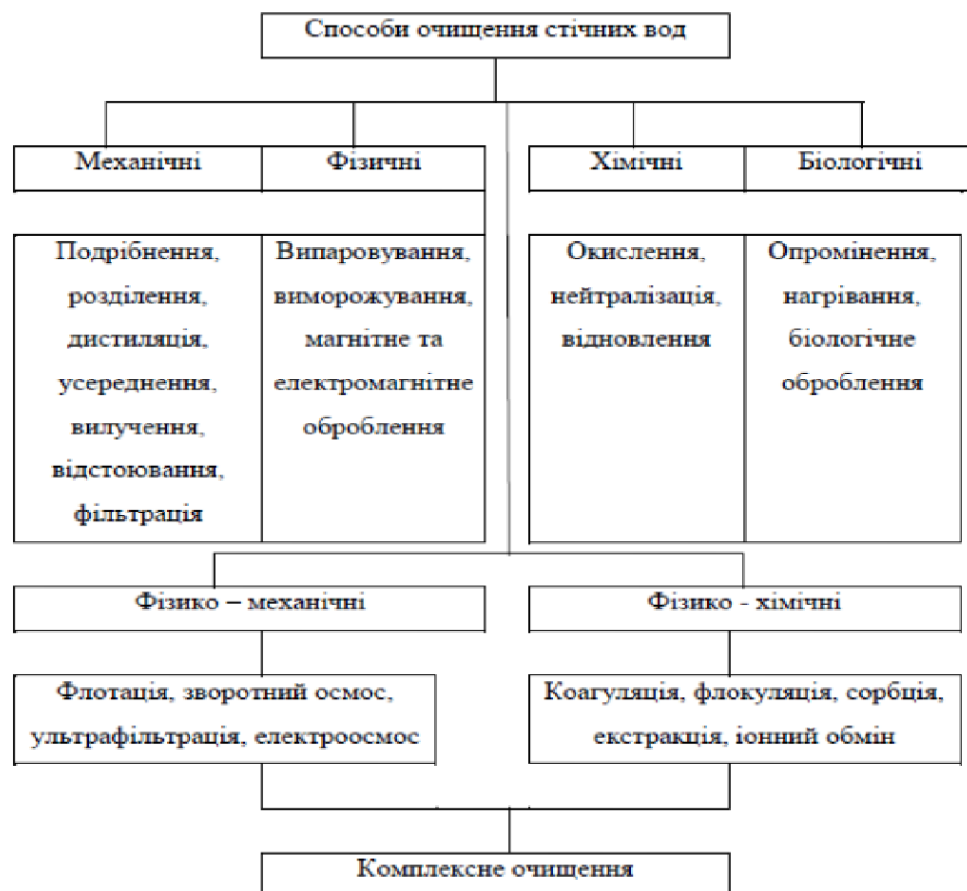 Способи очищення стічних вод
Механічні
Фізичні
Хімічні
Біологічні
Подрібнення,
розділення,
дистиляція,
усереднення,
вилучення,
відстоювання,
фільтрація
Випаровування,
виморожування,
магнітне та
електромагнітне
оброблення
Окислення,
нейтралізація,
відновлення
Опромінення,
нагрівання,
біологічне
оброблення
Фізико – механічні
Фізико - хімічні
Флотація, зворотний осмос,
ультрафільтрація, електроосмос
Коагуляція, флокуляція, сорбція,
екстракція, іонний обмін
Комплексне очищення